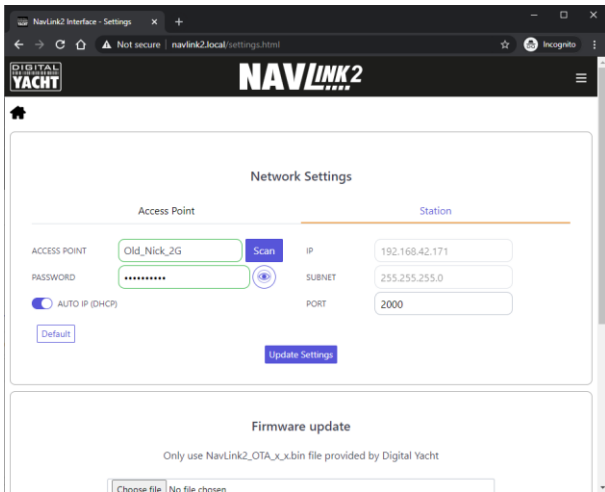 NavLink2 Interface - Settings
Not secure | navlink2.local/settings.html
Incognito
DIGITAL
YACHT
NAVLINK2
Network Settings
Access Point
Station
ACCESS POINT
Old_Nick_2G
Scan
IP
192.168.42.171
PASSWORD
••••••••••
SUBNET
255.255.255.0
AUTO IP (DHCP)
PORT
2000
Default
Update Settings
Firmware update
Only use NavLink2_OTA_x_x.bin file provided by Digital Yacht
Choose file No file chosen